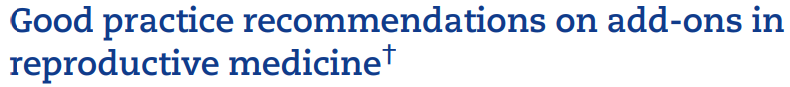 Good practice recommendations on add-ons in
reproductive medicine†